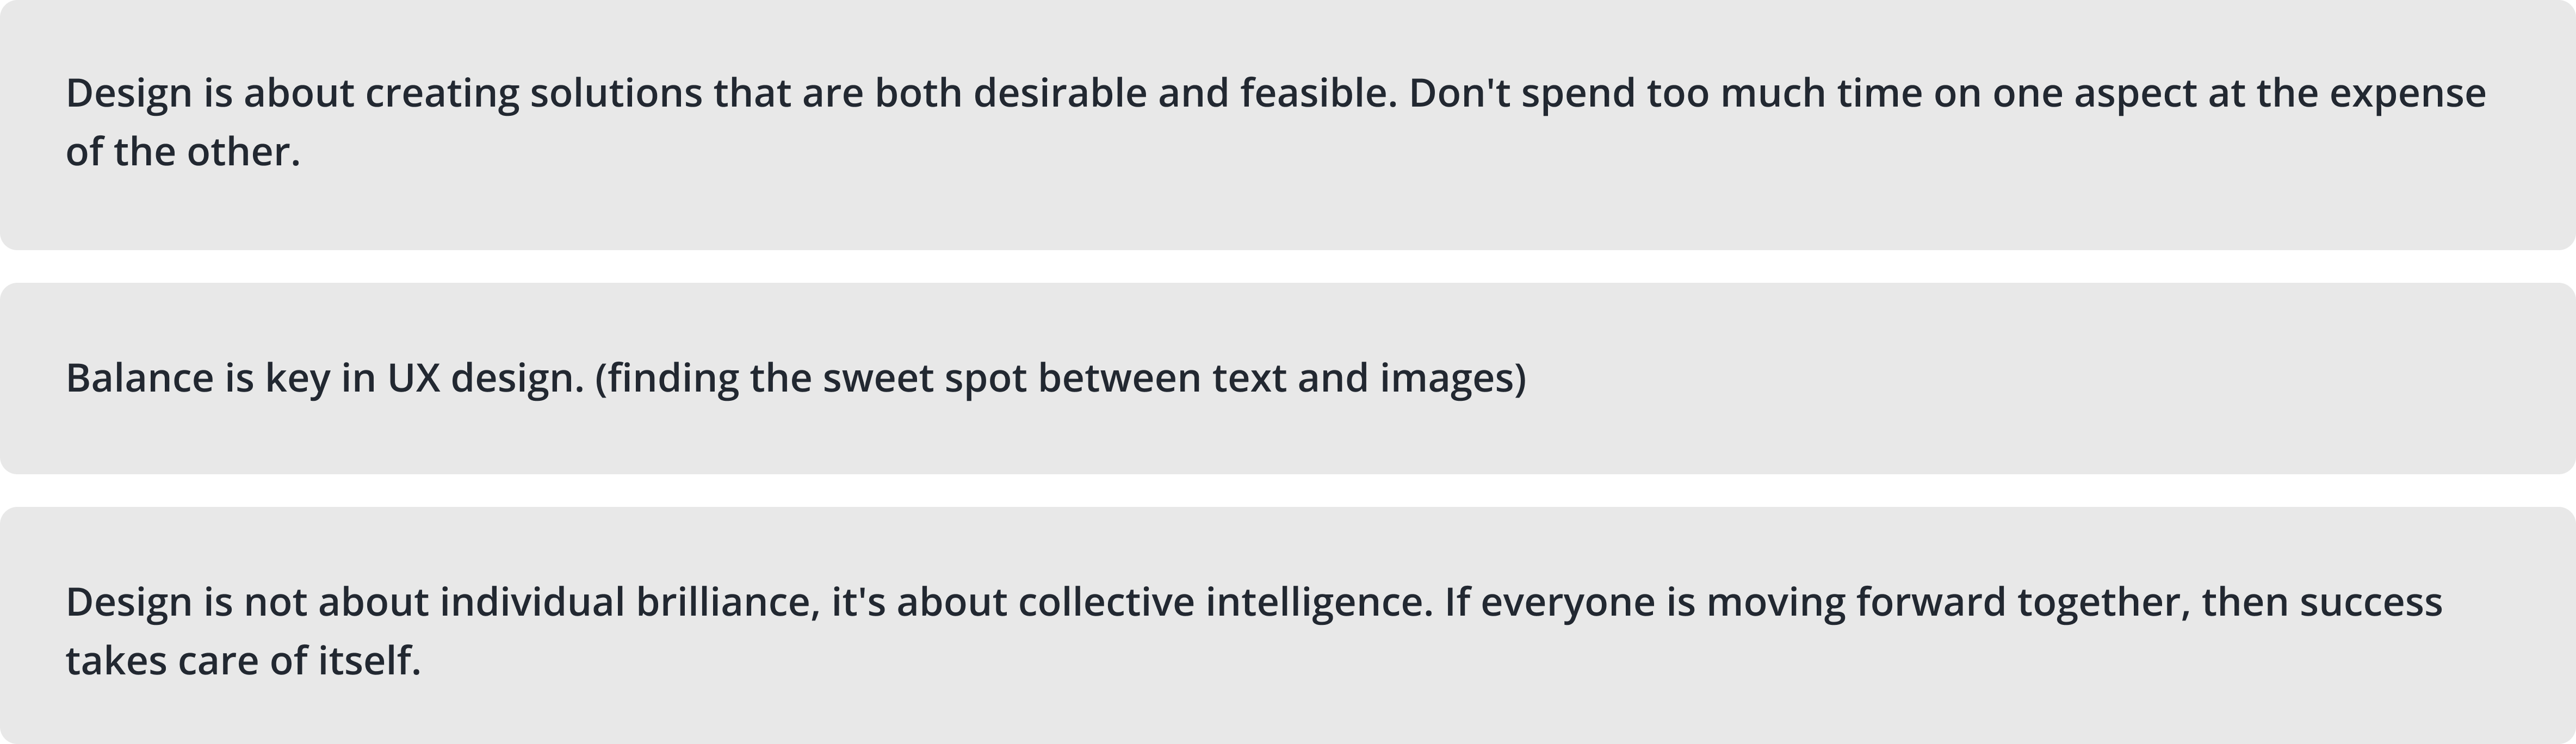 Design is about creating solutions that are both desirable and feasible. Don't spend too much time on one aspect at the expense
of the other.
Balance is key in UX design. (finding the sweet spot between text and images)
Design is not about individual brilliance, it's about collective intelligence. If everyone is moving forward together, then success
takes care of itself.